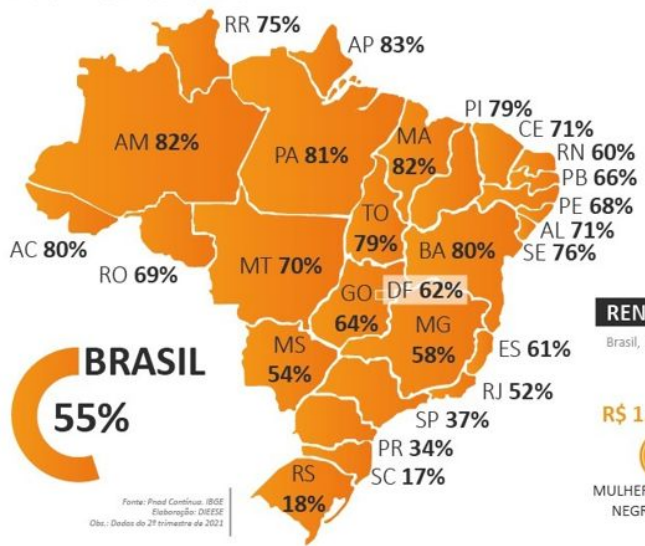 RR 75%
AP 83%
PI 79%
CE 71%
RN 60%
PB 66%
PE 68%
AL 71%
SE 76%
AM 82%
PA 81%
MA
82%
TO
79%
BA 80%
AC 80%
RO 69%
MT 70%
GO
64%
DF 62%
MG
58%
MS
54%
ES 61%
RJ 52%
SP 37%
PR 34%
SC 17%
RS
18%
BRASIL
55%
Fonte: Pnad Contínua. IBGE
Elaboração: DIEESE
Obs.: Dados do 2º trimestre de 2021
REN
Brasil,
R$ 1
MULHER
NEGR